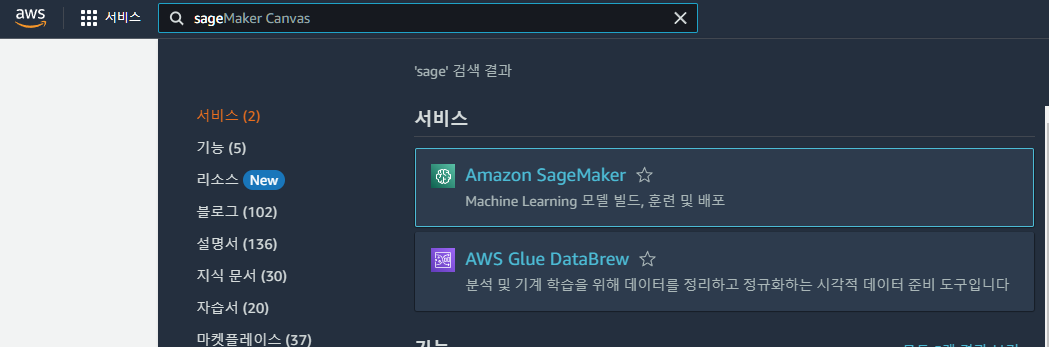 aws
서비스
sageMaker Canvas
'sage' 검색 결과
서비스 (2)
기능 (5)
리소스 New
블로그 (102)
설명서 (136)
지식 문서 (30)
자습서 (20)
마켓플레이스 (37)
서비스
Amazon SageMaker
Machine Learning 모델 빌드, 훈련 및 배포
AWS Glue DataBrew
분석 및 기계 학습을 위해 데이터를 정리하고 정규화하는 시각적 데이터 준비 도구입니다
기능